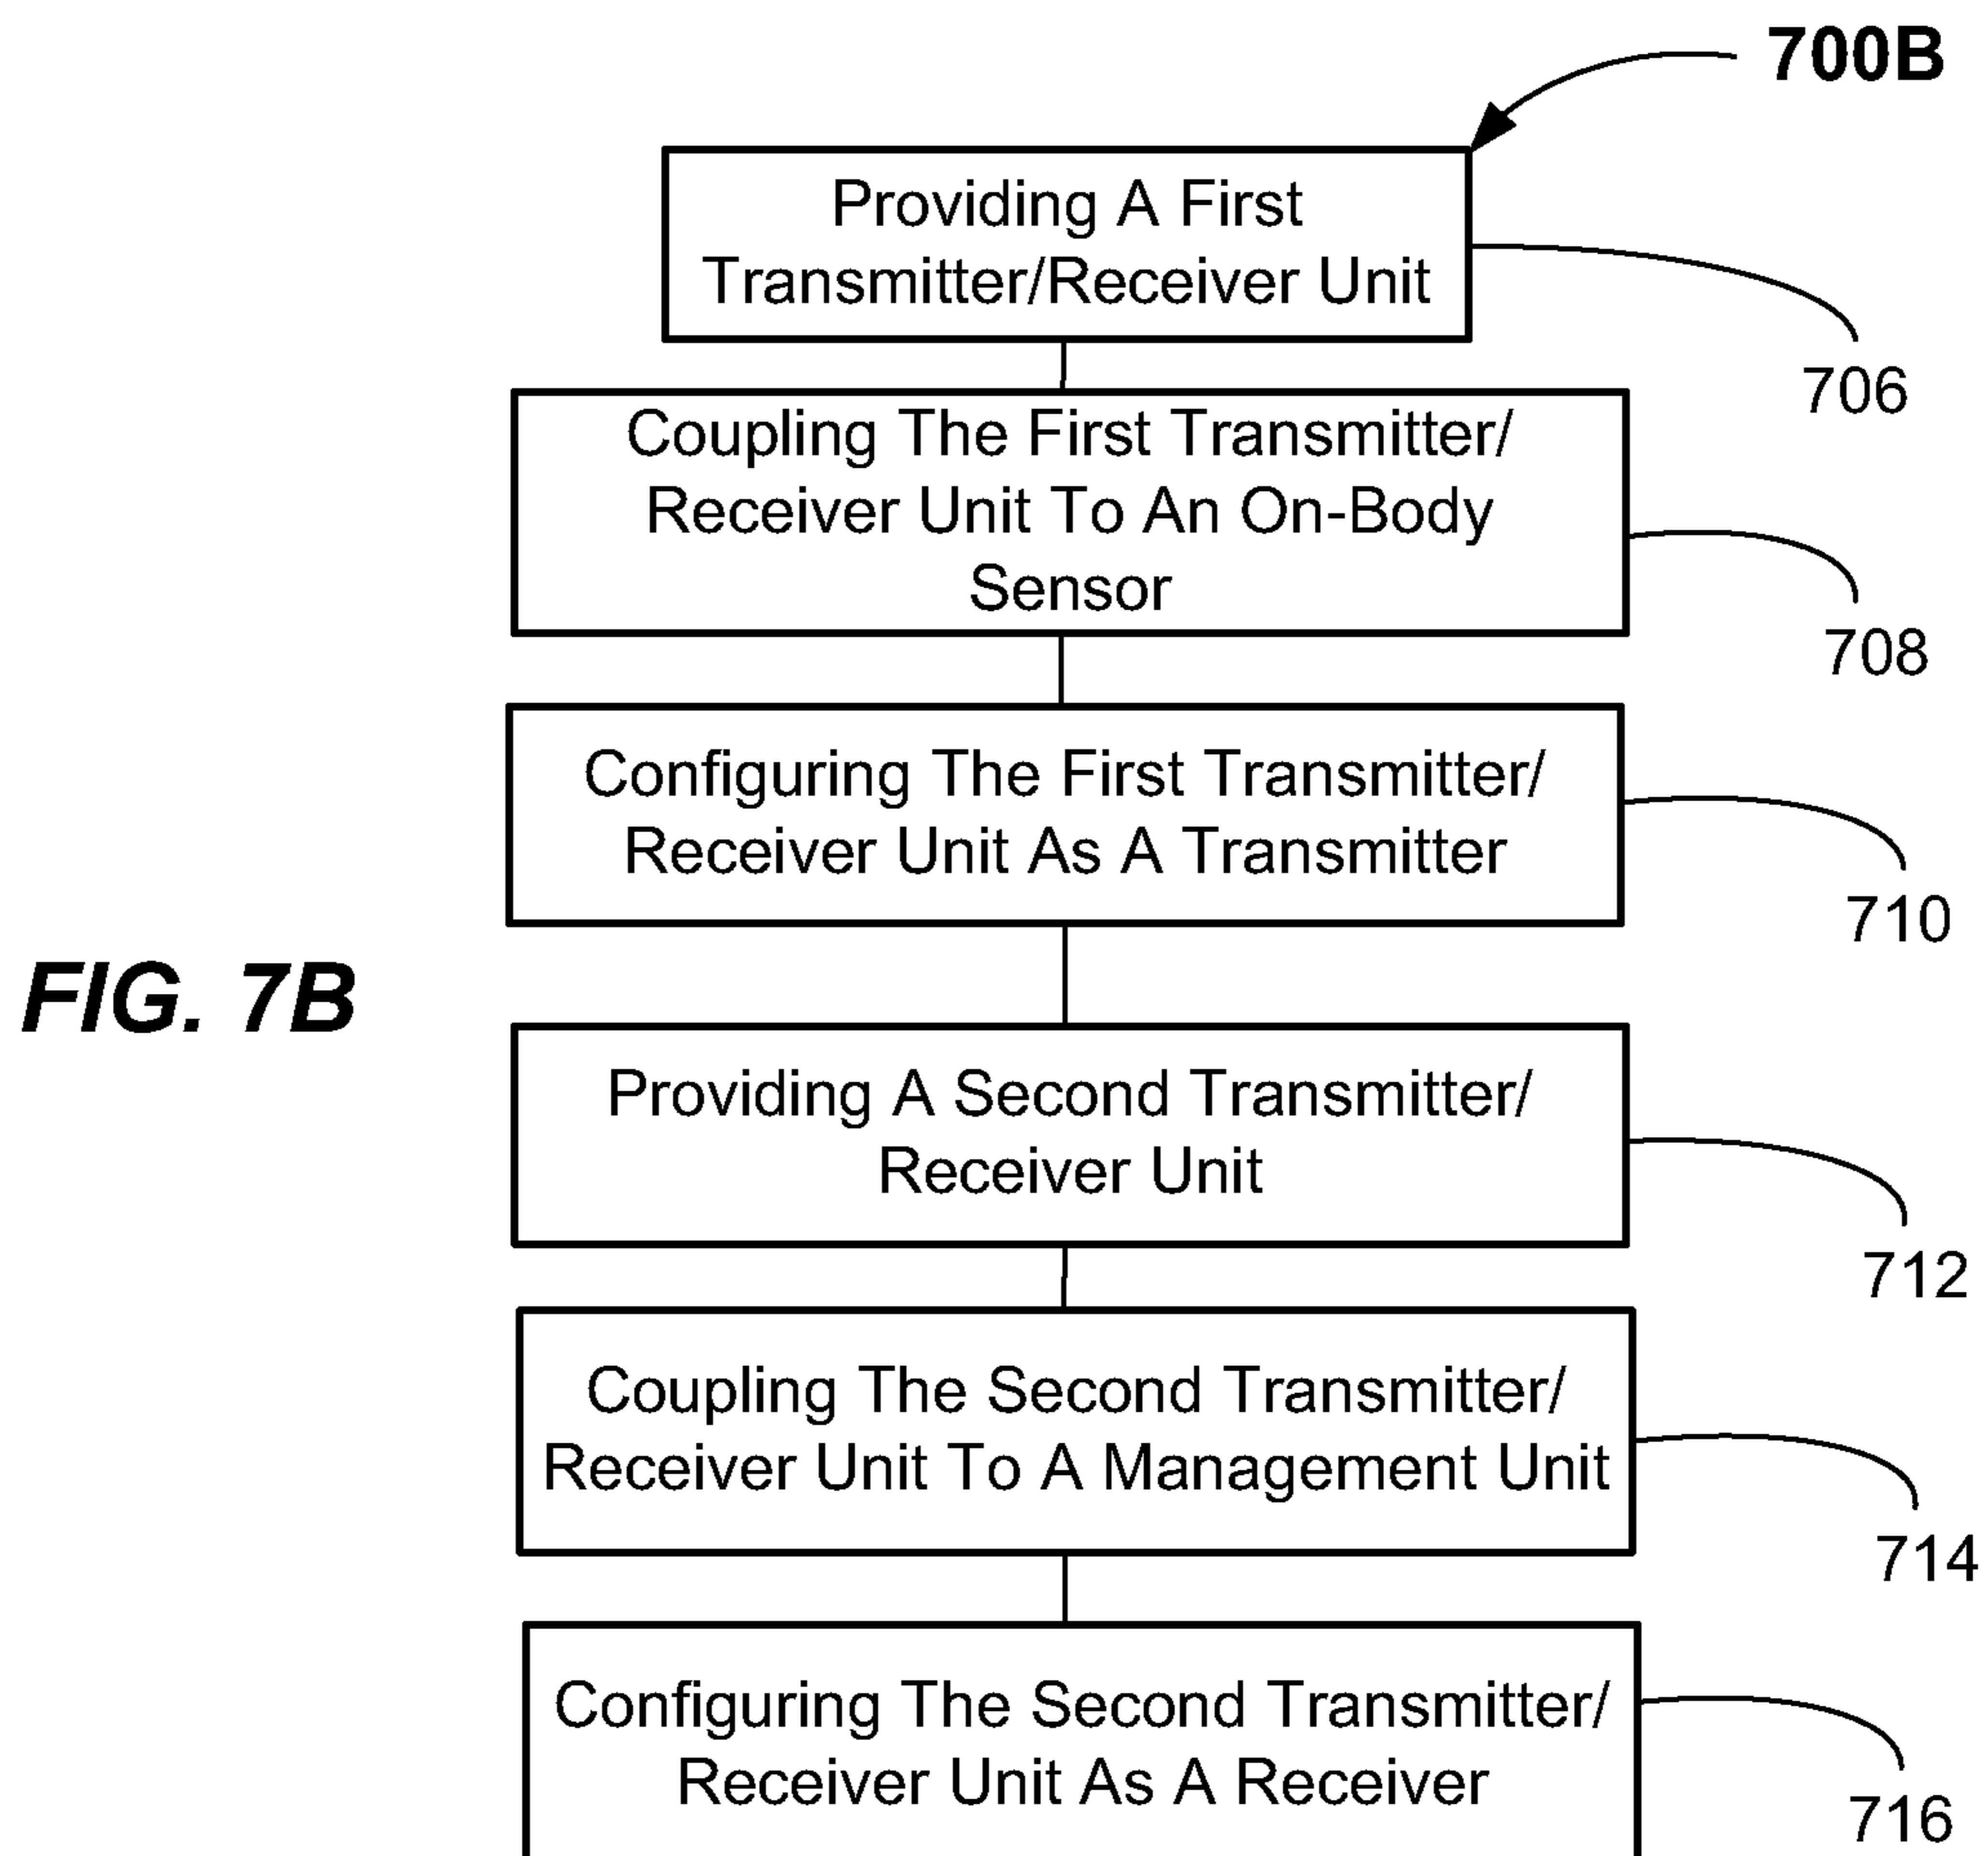 700B
Providing A First
Transmitter/Receiver Unit
706
Coupling The First Transmitter/
Receiver Unit To An On-Body
Sensor
708
Configuring The First Transmitter/
Receiver Unit As A Transmitter
710
FIG. 7B
Providing A Second Transmitter/
Receiver Unit
712
Coupling The Second Transmitter/
Receiver Unit To A Management Unit
714
Configuring The Second Transmitter/
Receiver Unit As A Receiver
716